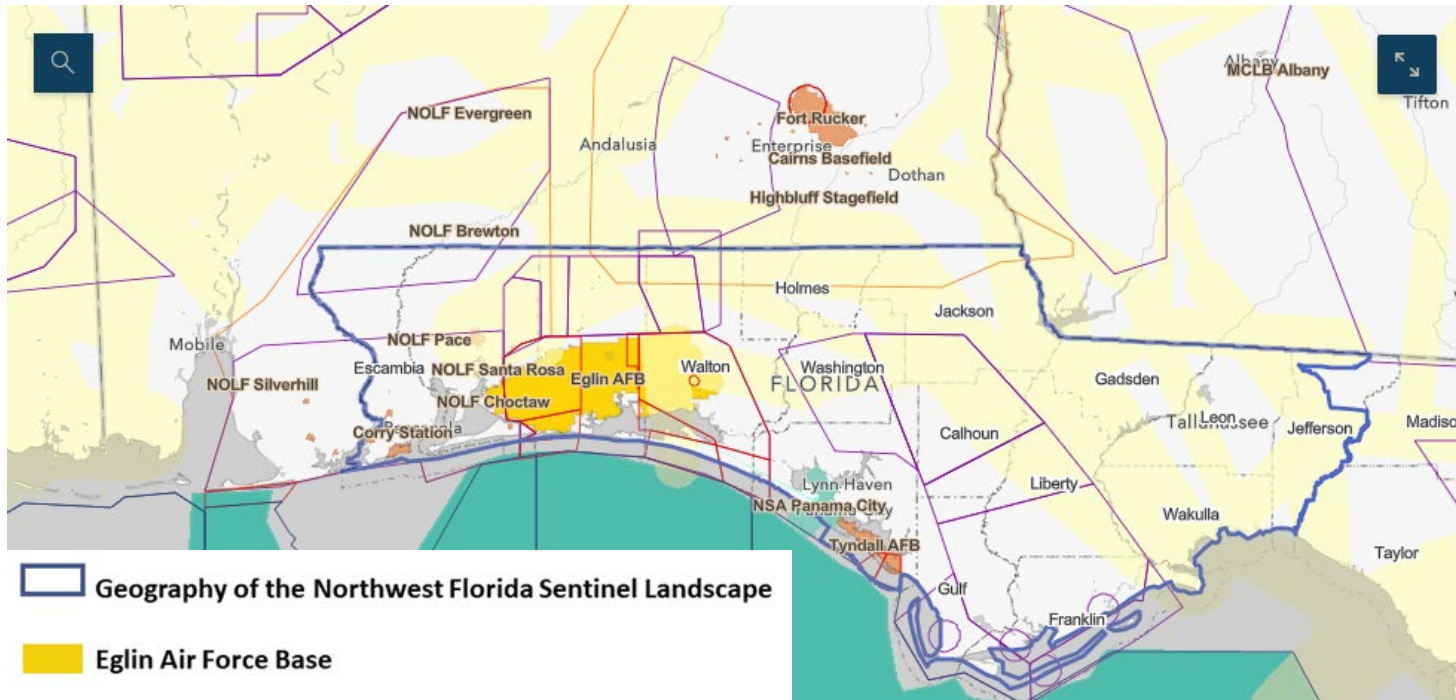 Albany
MCLB Albany
Tifton
NOLF Evergreen
Fort Rucker
Andalusia
Enterprise
Cairns Basefield
Dothan
Highbluff Stagefield
NOLF Brewton
Holmes
Jackson
Mobile
NOLF Pace
Escambia
NOLF Santa Rosa
Eglin AFB
Walton
Washington
FLORIDA
Gadsden
NOLF Silverhill
NOLF Choctaw
Leon
Tallahassee
Jefferson
Madiso
Corry Station
Calhoun
Lynn Haven
Liberty
NSA Panama City
Wakulla
Tyndall AFB
Taylor
Gulf
Franklin
Geography of the Northwest Florida Sentinel Landscape
Eglin Air Force Base